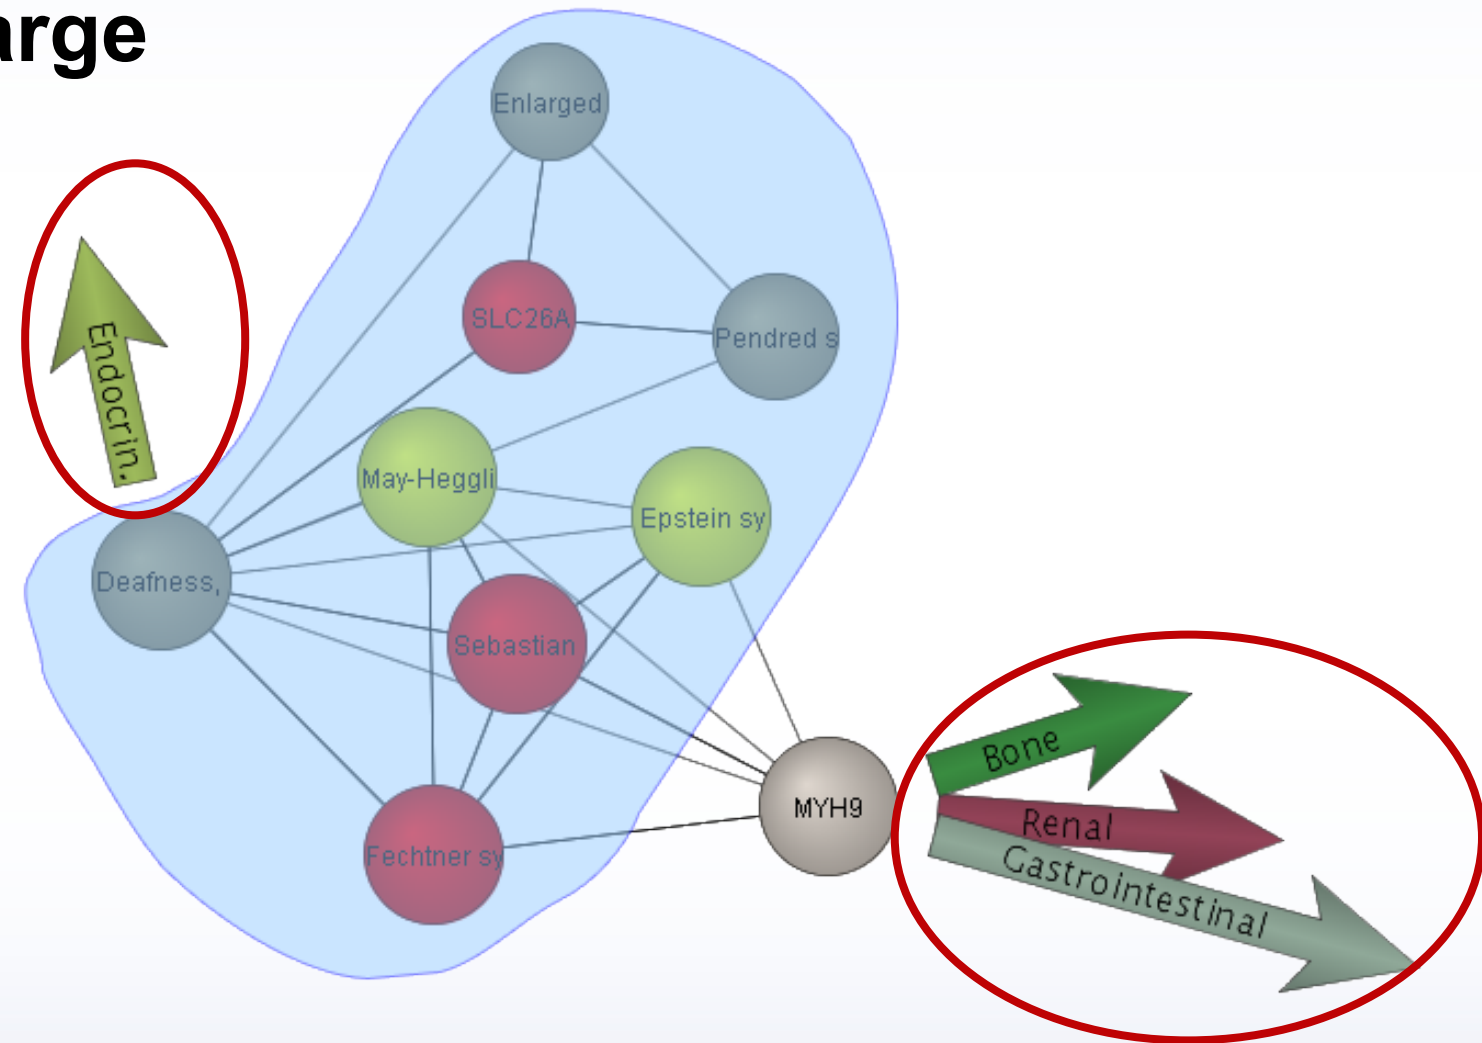 arge
Enlarged
SLC26A
Pendred s
Endocrin.
May-Heggli
Epstein sy
Deafness,
Sebastian
Bone
MYH9
Renal
Fechtner sy
Gastrointestinal